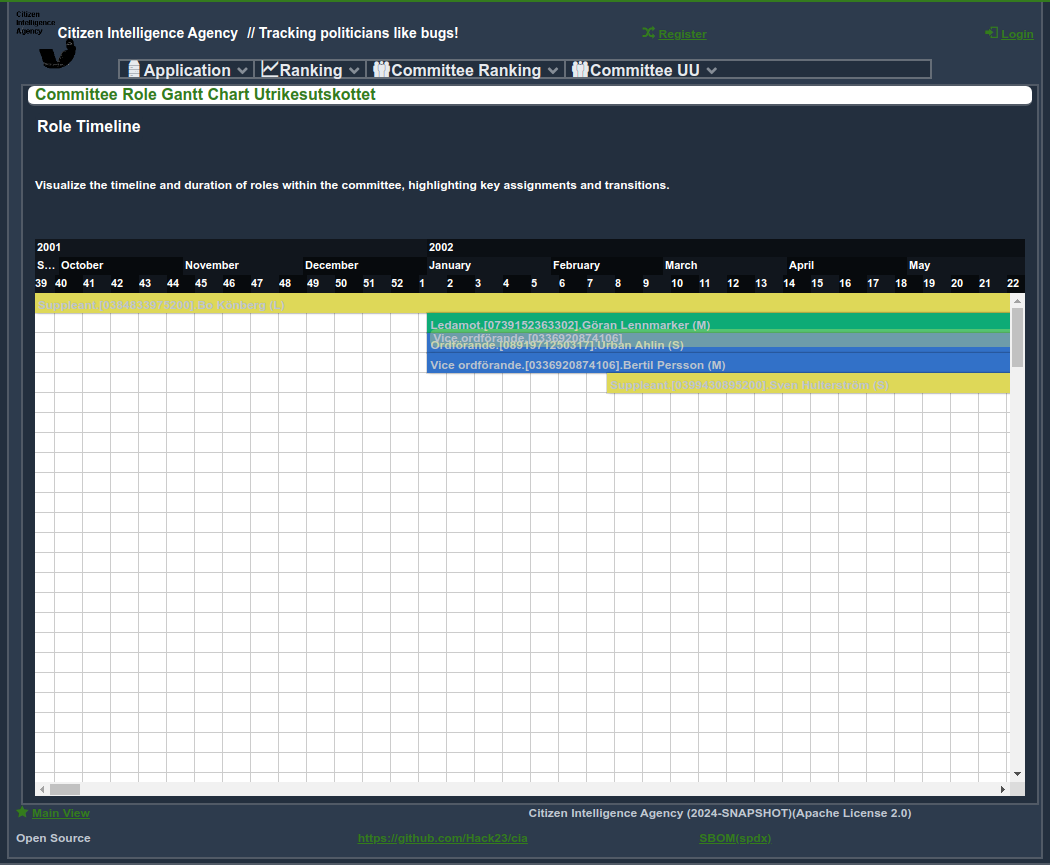 Citizen
Intelligence
Agency
Citizen Intelligence Agency // Tracking politicians like bugs!
Register
Login
Application
Ranking
Committee Ranking
Committee UU
Committee Role Gantt Chart Utrikesutskottet
Role Timeline
Visualize the timeline and duration of roles within the committee, highlighting key assignments and transitions.
2001 2002
S... October November December January February March April May
39 40 41 42 43 44 45 46 47 48 49 50 51 52 1 2 3 4 5 6 7 8 9 10 11 12 13 14 15 16 17 18 19 20 21 22
Suppleant. Bo Könberg (L)
Ledamot.[0739152363302].Göran Lennmarker (M)
Vice ordförande.[0336920874106]
Ordförande.[0891971250317].Urban Ahlin (S)
Vice ordförande.[0336920874106].Bertil Persson (M)
Suppleant. Sven Hulterström (S)
Main View
Citizen Intelligence Agency (2024-SNAPSHOT)(Apache License 2.0)
Open Source
https://github.com/Hack23/cia
SBOM(spdx)